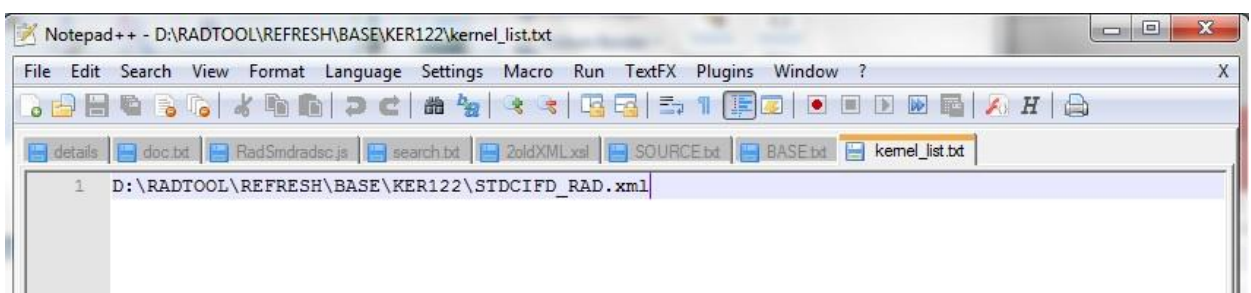 Notepad++ - D:\RADTOOL\REFRESH\BASE\KER122\kernel_list.txt
File Edit Search View Format Language Settings Macro Run TextFX Plugins Window ? X
details doc.txt RadSmdradsc.js search.txt 2oldXML.xsl SOURCE.txt BASE.txt kernel_list.txt
1 D:\RADTOOL\REFRESH\BASE\KER122\STDCIFD_RAD.xml